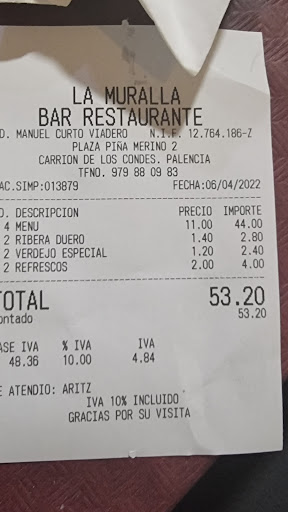 LA MURALLA
BAR RESTAURANTE
D. MANUEL CURTO VIADERO N.I.F. 12.764.186-Z
PLAZA PIÑA MERINO 2
CARRION DE LOS CONDES. PALENCIA
TFNO. 979 88 09 83
AC.SIMP:013879 FECHA:06/04/2022
D. DESCRIPCION PRECIO IMPORTE
4 MENU 11.00 44.00
2 RIBERA DUERO 1.40 2.80
2 VERDEJO ESPECIAL 1.20 2.40
2 REFRESCOS 2.00 4.00
TOTAL 53.20
ontado 53.20
ASE IVA % IVA IVA
48.36 10.00 4.84
E ATENDIO: ARITZ
IVA 10% INCLUIDO
GRACIAS POR SU VISITA